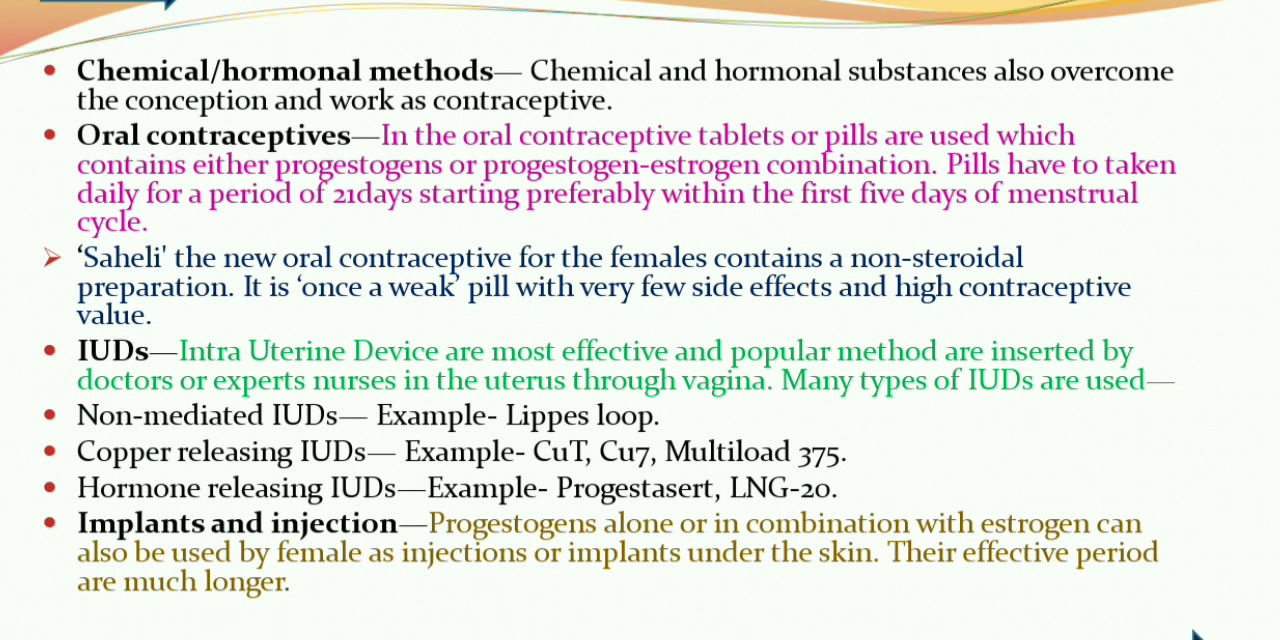 • Chemical/hormonal methods— Chemical and hormonal substances also overcome
the conception and work as contraceptive.
• Oral contraceptives—In the oral contraceptive tablets or pills are used which
contains either progestogens or progestogen-estrogen combination. Pills have to taken
daily for a period of 21days starting preferably within the first five days of menstrual
cycle.
➢ ‘Saheli' the new oral contraceptive for the females contains a non-steroidal
preparation. It is ‘once a weak’ pill with very few side effects and high contraceptive
value.
• IUDs—Intra Uterine Device are most effective and popular method are inserted by
doctors or experts nurses in the uterus through vagina. Many types of IUDs are used—
• Non-mediated IUDs— Example- Lippes loop.
• Copper releasing IUDs— Example- CuT, Cu7, Multiload 375.
• Hormone releasing IUDs—Example- Progestasert, LNG-20.
• Implants and injection—Progestogens alone or in combination with estrogen can
also be used by female as injections or implants under the skin. Their effective period
are much longer.